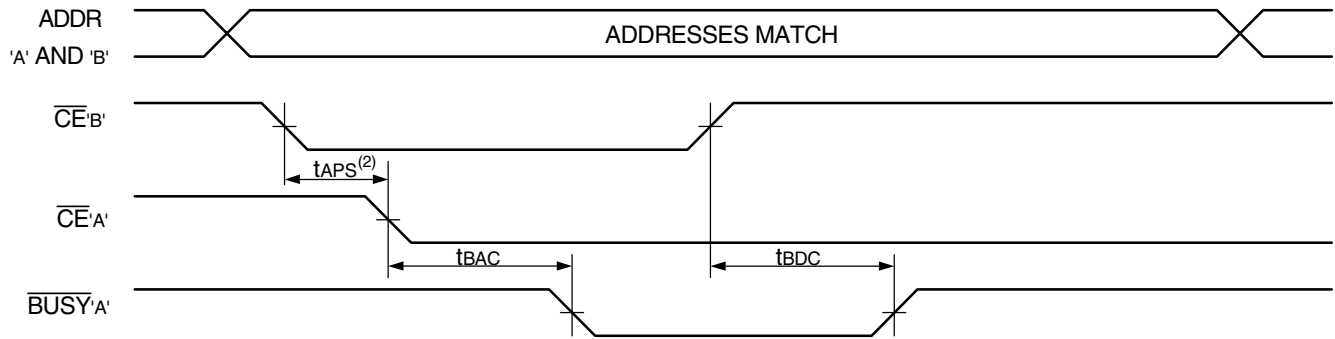 ADDR
'A' AND 'B'
ADDRESSES MATCH
CE'B'
tAPS(2)
CE'A'
tBAC
tBDC
BUSY'A'